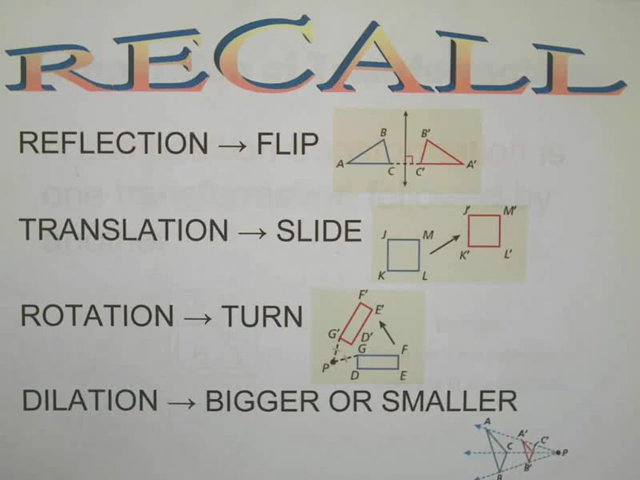 RECALL
REFLECTION → FLIP
A B C B' C' A'
TRANSLATION → SLIDE
J M K L J' M' K' L'
ROTATION → TURN
F' E' G' D' P G F D E
DILATION → BIGGER OR SMALLER
A C B A' C' B' P